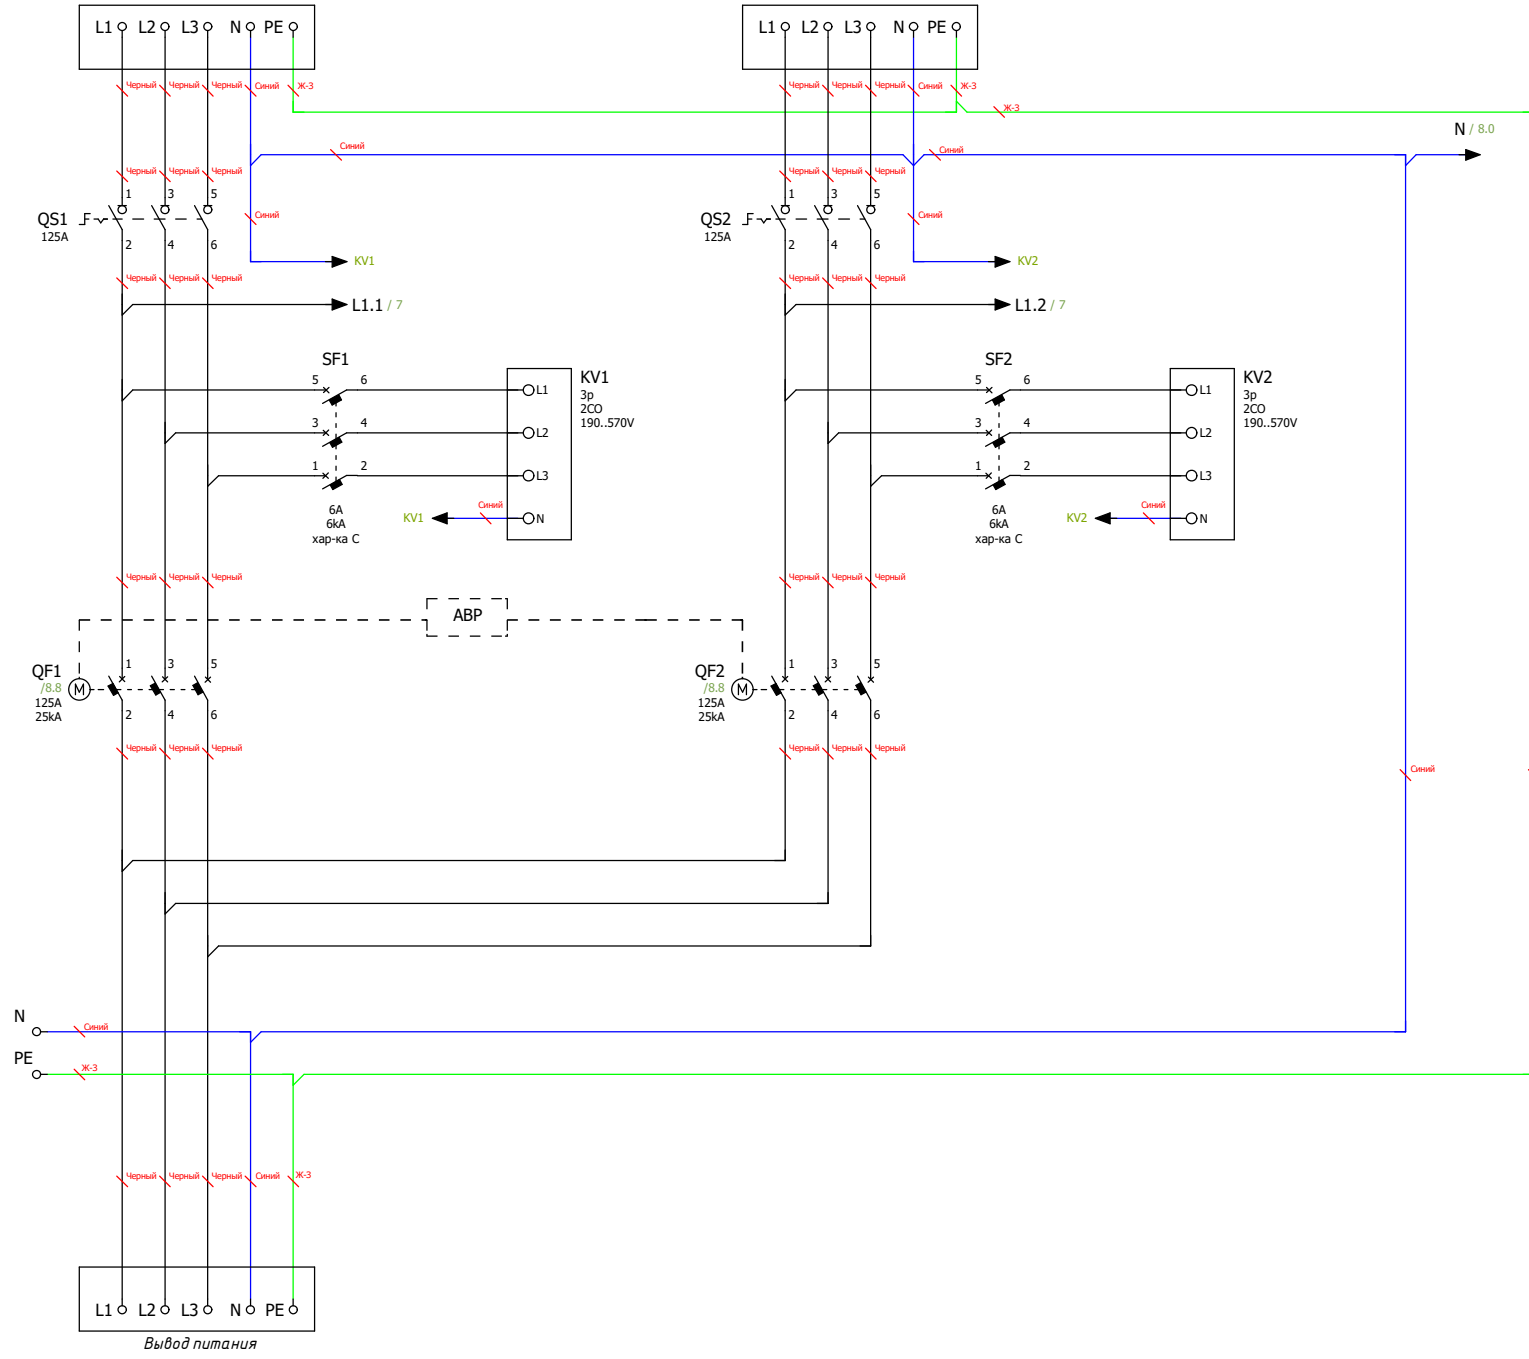 L1 L2 L3 N PE L1 L2 L3 N PE
Черный Черный Черный Синий Ж-З Черный Черный Черный Синий Ж-З
Ж-З
N / 8.0
Синий Синий
Черный Черный Черный Черный Черный Черный
1 3 5 1 3 5
QS1 Синий QS2 Синий
125A 125A
2 4 6 2 4 6
KV1 KV2
Черный Черный Черный Черный Черный Черный
L1.1 / 7 L1.2 / 7
SF1 SF2
5 6 KV1 5 6 KV2
L1 3p L1 3p
2CO 2CO
190..570V 190..570V
3 4 L2 3 4 L2
1 2 L3 1 2 L3
6A Синий 6A Синий
KV1 N KV2 N
6kA 6kA
хар-ка С хар-ка С
Черный Черный Черный Черный Черный Черный
АВР
1 3 5 1 3 5
QF1 QF2
/8.8 M /8.8 M
125A 125A
25kA 25kA
2 4 6 2 4 6
Черный Черный Черный Черный Черный Черный
Синий
N
Синий
PE
Ж-З
Черный Черный Черный Синий Ж-З
L1 L2 L3 N PE
Вывод питания